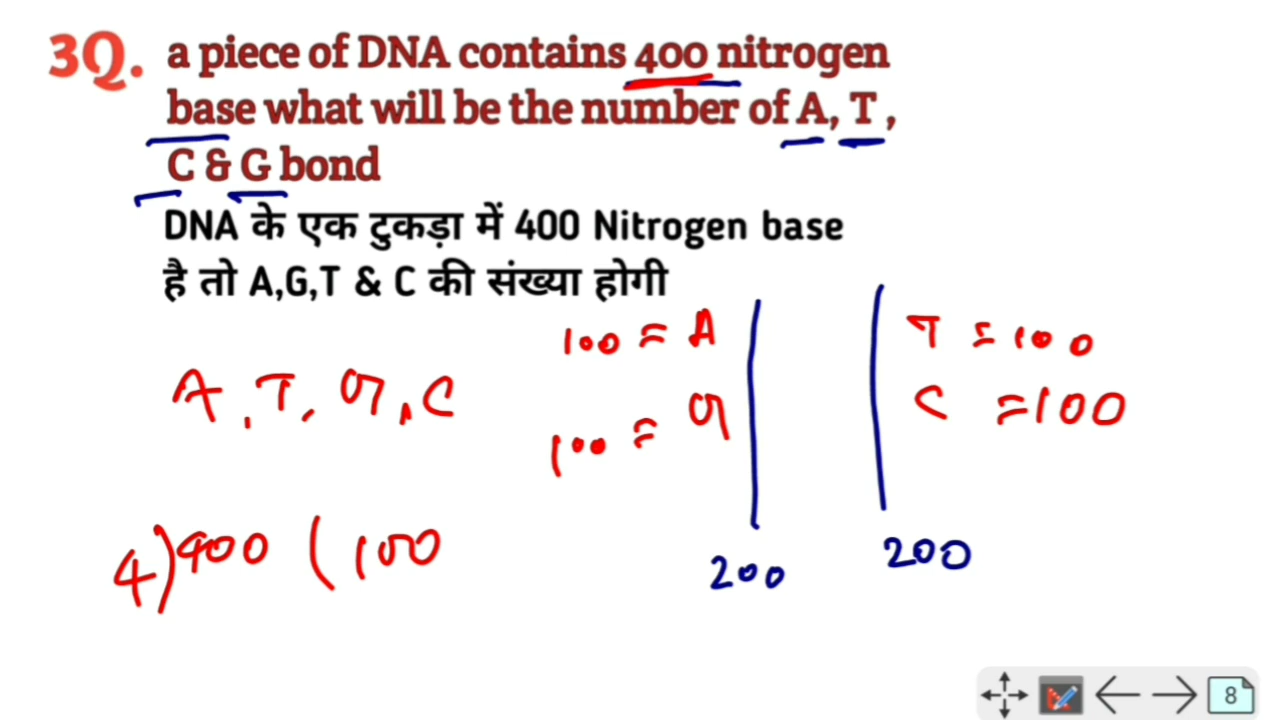 3Q. a piece of DNA contains 400 nitrogen
base what will be the number of A, T,
C & G bond
DNA के एक टुकड़ा में 400 Nitrogen base
है तो A,G,T & C की संख्या होगी
100 = A
T = 100
A, T, G, C
100 = G
C = 100
4)400(100
200
200
8